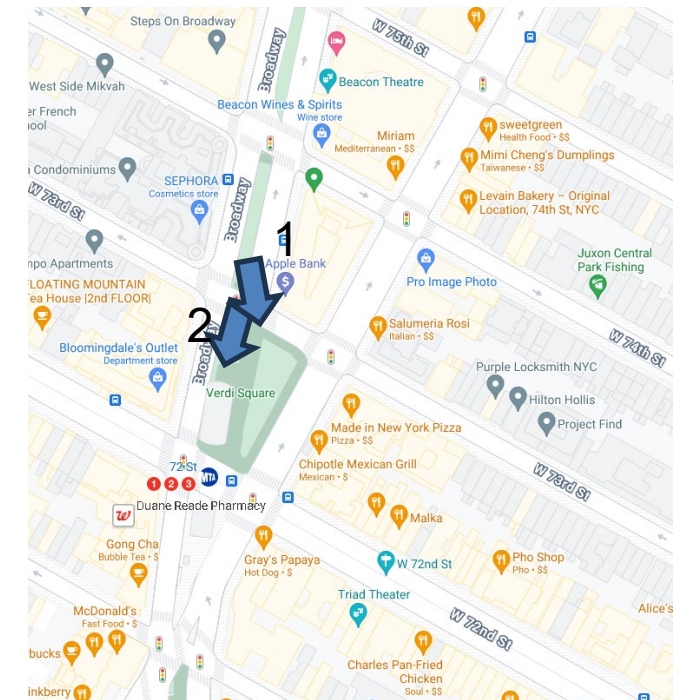 Steps On Broadway
W 75th St
Broadway
West Side Mikvah
Beacon Theatre
Beacon Wines & Spirits
Wine store
er French
ool
Miriam
Mediterranean • $$
sweetgreen
Health Food • $$
Mimi Cheng's Dumplings
Taiwanese • $$
a Condominiums
SEPHORA
Cosmetics store
Levain Bakery – Original
Location, 74th St, NYC
W 73rd St
Broadway
1
mpo Apartments
Apple Bank
$
Pro Image Photo
Juxon Central
Park Fishing
FLOATING MOUNTAIN
Tea House |2nd FLOOR|
2
Salumeria Rosi
Italian • $$
W 74th St
Bloomingdale's Outlet
Department store
Broadway
Verdi Square
Purple Locksmith NYC
Hilton Hollis
Project Find
Made in New York Pizza
Pizza • $$
Chipotle Mexican Grill
Mexican • $
W 73rd St
72 St
1 2 3
MTA
Duane Reade Pharmacy
W
Malka
Gong Cha
Bubble Tea • $
Gray's Papaya
Hot Dog • $
W 72nd St
Pho Shop
Pho • $$
Triad Theater
McDonald's
Fast Food • $
W 72nd St
Alice's
rbucks
Charles Pan-Fried
Chicken
Soul • $$
inkberry